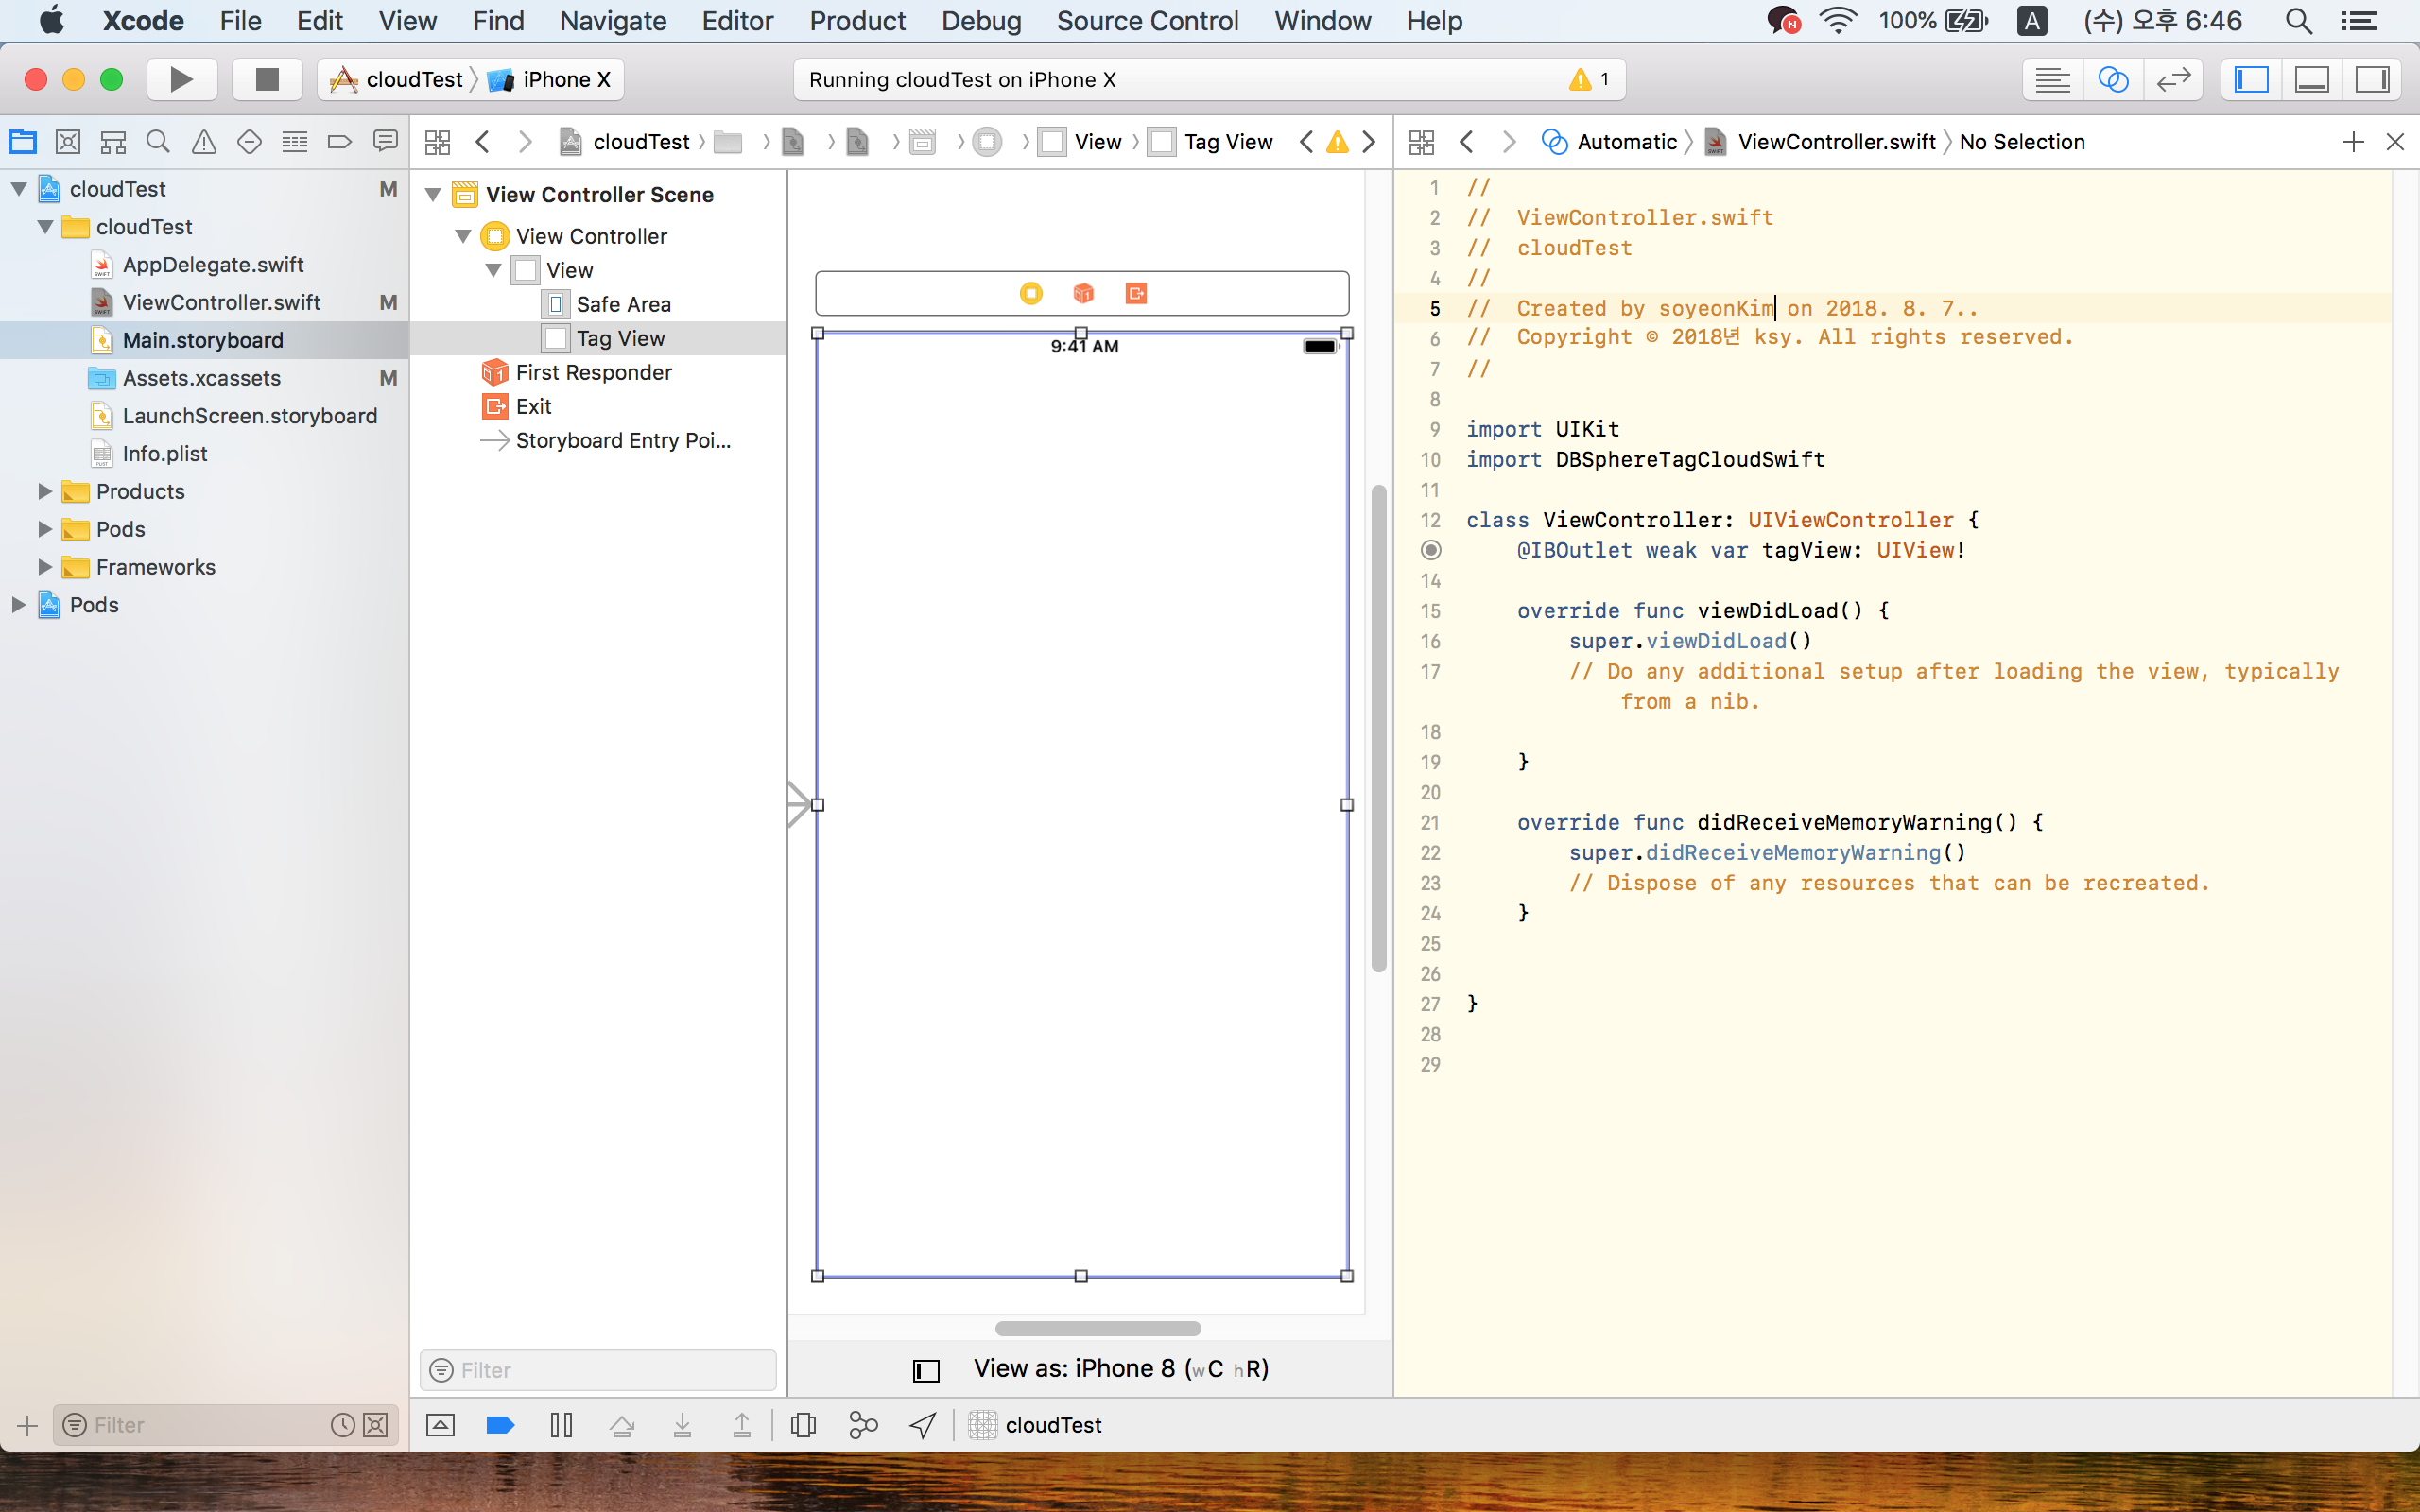 Xcode File Edit View Find Navigate Editor Product Debug Source Control Window Help N 100% A (수) 오후 6:46
cloudTest iPhone X Running cloudTest on iPhone X 1
cloudTest View Tag View Automatic ViewController.swift No Selection
cloudTest M
cloudTest
AppDelegate.swift
ViewController.swift M
Main.storyboard
Assets.xcassets M
LaunchScreen.storyboard
Info.plist
Products
Pods
Frameworks
Pods
Filter
View Controller Scene
View Controller
View
Safe Area
Tag View
First Responder
Exit
Storyboard Entry Poi...
Filter
9:41 AM
View as: iPhone 8 (wC hR)
cloudTest
1 //
2 //  ViewController.swift
3 //  cloudTest
4 //
5 //  Created by soyeonKim on 2018. 8. 7..
6 //  Copyright © 2018년 ksy. All rights reserved.
7 //
8
9 import UIKit
10 import DBSphereTagCloudSwift
11
12 class ViewController: UIViewController {
@IBOutlet weak var tagView: UIView!
14
15 override func viewDidLoad() {
16 super.viewDidLoad()
17 // Do any additional setup after loading the view, typically
from a nib.
18
19 }
20
21 override func didReceiveMemoryWarning() {
22 super.didReceiveMemoryWarning()
23 // Dispose of any resources that can be recreated.
24 }
25
26
27 }
28
29